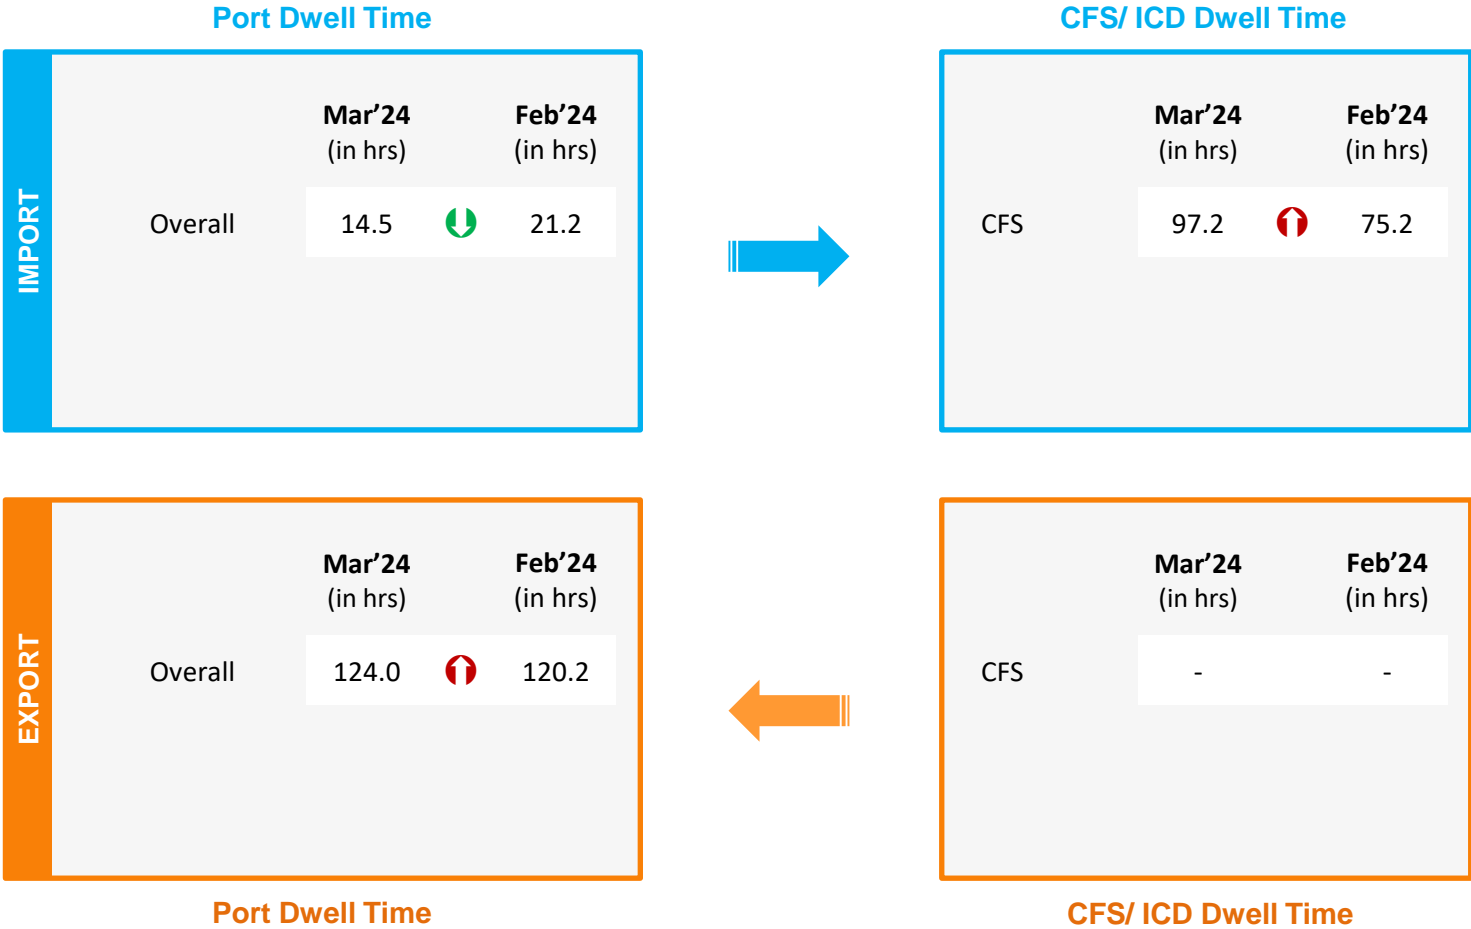 Port Dwell Time
CFS/ ICD Dwell Time
IMPORT
Mar’24 Feb’24
(in hrs) (in hrs)
Overall 14.5 21.2
Mar’24 Feb’24
(in hrs) (in hrs)
CFS 97.2 75.2
EXPORT
Mar’24 Feb’24
(in hrs) (in hrs)
Overall 124.0 120.2
Mar’24 Feb’24
(in hrs) (in hrs)
CFS - -
Port Dwell Time
CFS/ ICD Dwell Time